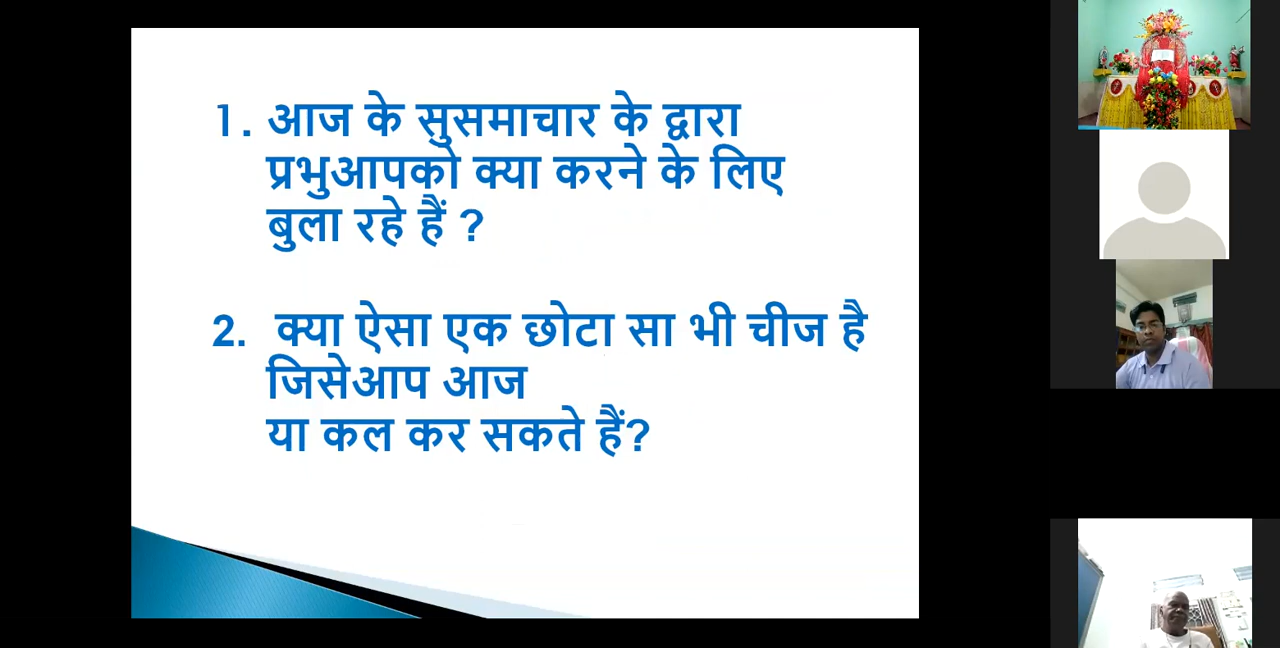 1. आज के सुसमाचार के द्वारा
प्रभुआपको क्या करने के लिए
बुला रहे हैं ?
2. क्या ऐसा एक छोटा सा भी चीज है
जिसेआप आज
या कल कर सकते हैं?